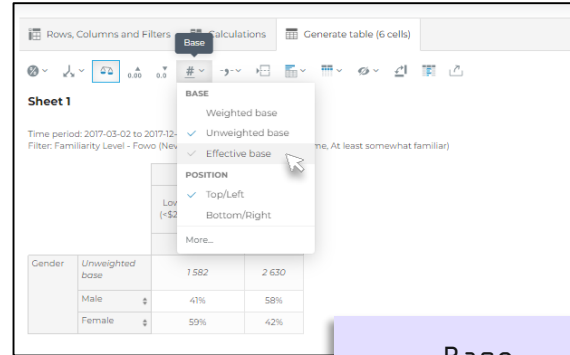 Rows, Columns and Filters
Calculations
Generate table (6 cells)
Base
0.00
0.0
#
Sheet 1
BASE
Weighted base
Unweighted base
Effective base
POSITION
Top/Left
Bottom/Right
More...
Time period: 2017-03-02 to 2017-12-
Filter: Familiarity Level - Fowo (Nev
me, At least somewhat familiar)
Low
(<$2
Gender
Unweighted base
1 582
2 630
Male
41%
58%
Female
59%
42%